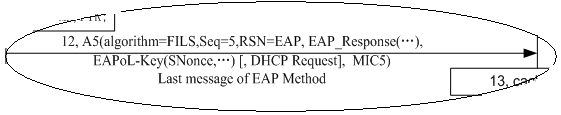 12, A5(algorithm=FILS,Seq=5,RSN=EAP, EAP_Response(⋯),
EAPoL-Key(SNonce,⋯) [, DHCP Request],  MIC5)
Last message of EAP Method
13,